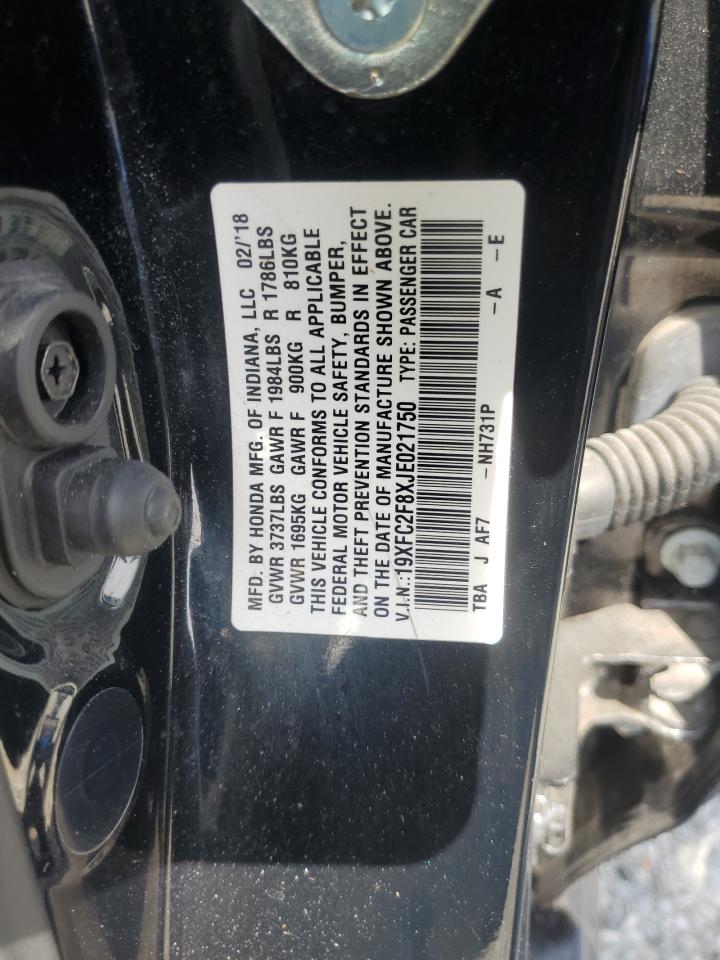 MFD. BY HONDA MFG. OF INDIANA, LLC 02/'18
GVWR 3737LBS GAWR F 1984LBS R 1786LBS
GVWR 1695KG GAWR F 900KG R 810KG
THIS VEHICLE CONFORMS TO ALL APPLICABLE
FEDERAL MOTOR VEHICLE SAFETY, BUMPER,
AND THEFT PREVENTION STANDARDS IN EFFECT
ON THE DATE OF MANUFACTURE SHOWN ABOVE.
V.I.N.:19XFC2F8XJE021750 TYPE: PASSENGER CAR
TBA J AF7 -NH731P -A -E